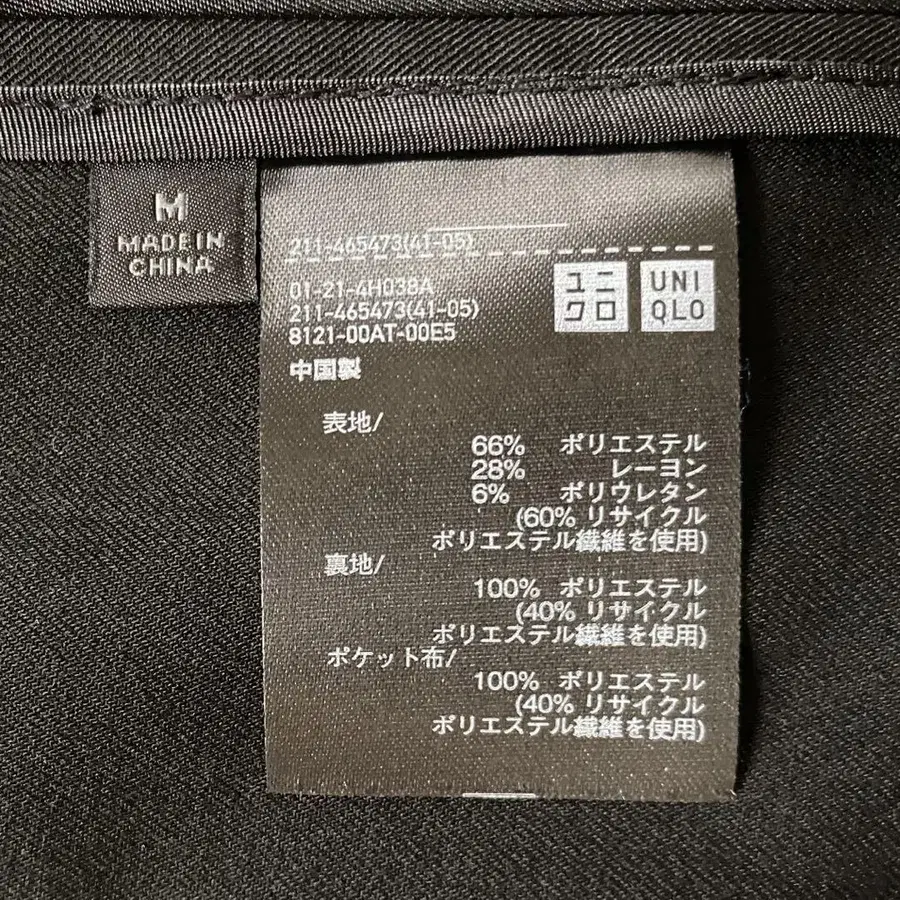 M
MADE IN
CHINA
211-465473(41-05)
01-21-4H038A
211-465473(41-05)
8121-00AT-00E5
中国製
ユニ
クロ
UNI
QLO
表地/
66% ポリエステル
28% レーヨン
6% ポリウレタン
(60% リサイクル
ポリエステル繊維を使用)
裏地/
100% ポリエステル
(40% リサイクル
ポリエステル繊維を使用)
ポケット布/
100% ポリエステル
(40% リサイクル
ポリエステル繊維を使用)